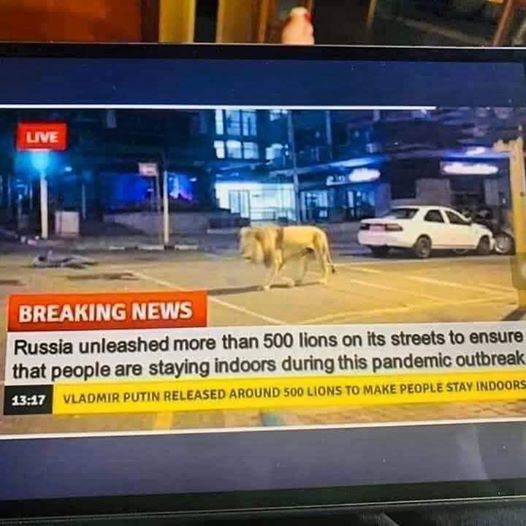 LIVE
BREAKING NEWS
Russia unleashed more than 500 lions on its streets to ensure
that people are staying indoors during this pandemic outbreak
13:17 VLADMIR PUTIN RELEASED AROUND 500 LIONS TO MAKE PEOPLE STAY INDOORS